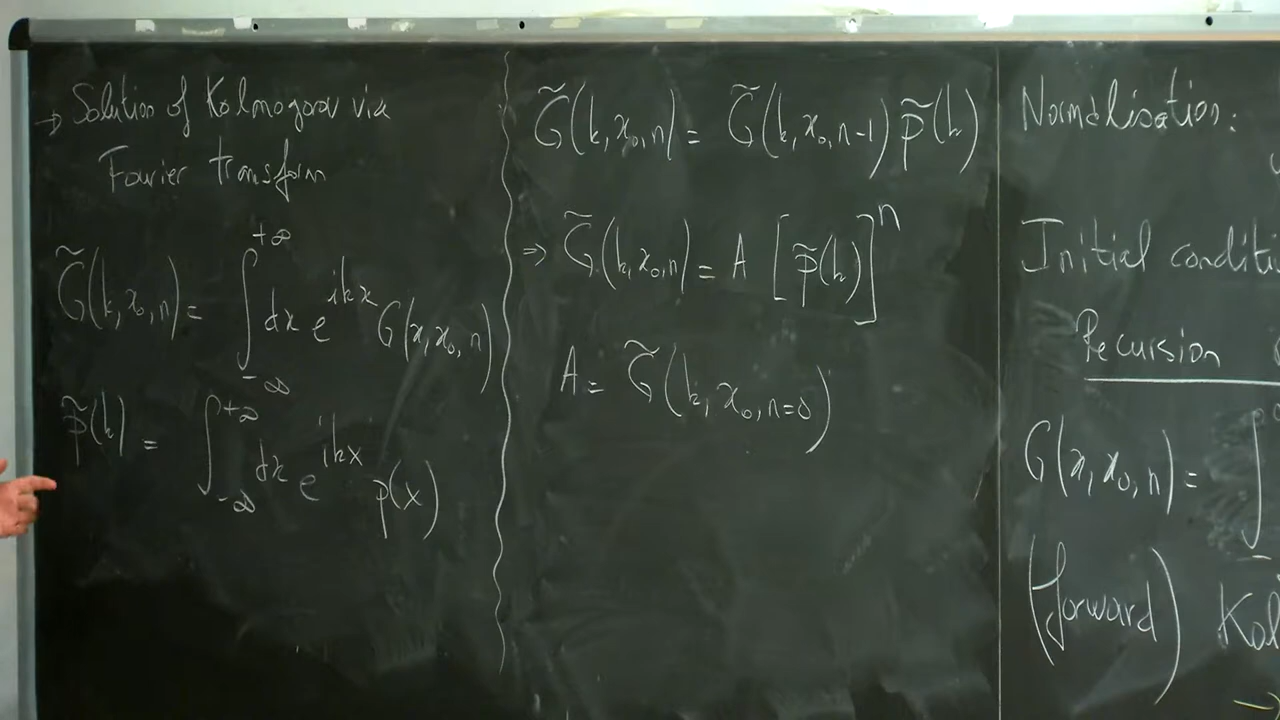 → Solution of Kolmogorov via
Fourier transform
G̃(k, x₀, n) = ∫_{-∞}^{+∞} dx e^{ikx} G(x, x₀, n)
p̃(k) = ∫_{-∞}^{+∞} dx e^{ikx} p(x)
G̃(k, x₀, n) = G̃(k, x₀, n-1) p̃(k)
⇒ G̃(k, x₀, n) = A [p̃(k)]ⁿ
A = G̃(k, x₀, n=0)
Normalisation:
Initial conditi
Recursion
G(x, x₀, n) = ∫
(forward) Kol